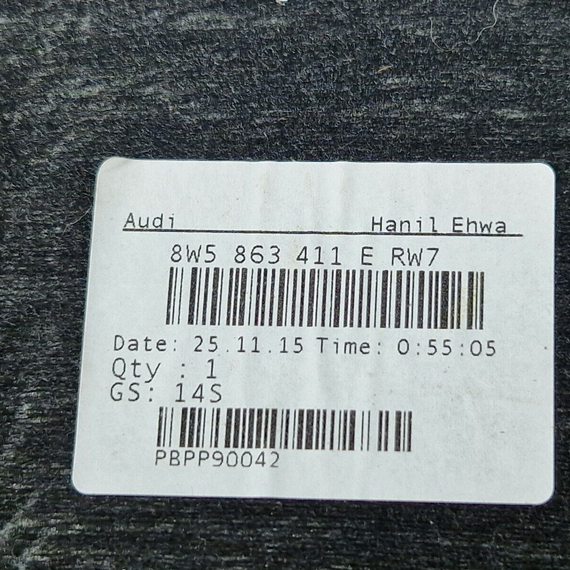 Audi Hanil Ehwa
8W5 863 411 E RW7
Date: 25.11.15 Time: 0:55:05
Qty : 1
GS: 14S
PBPP90042